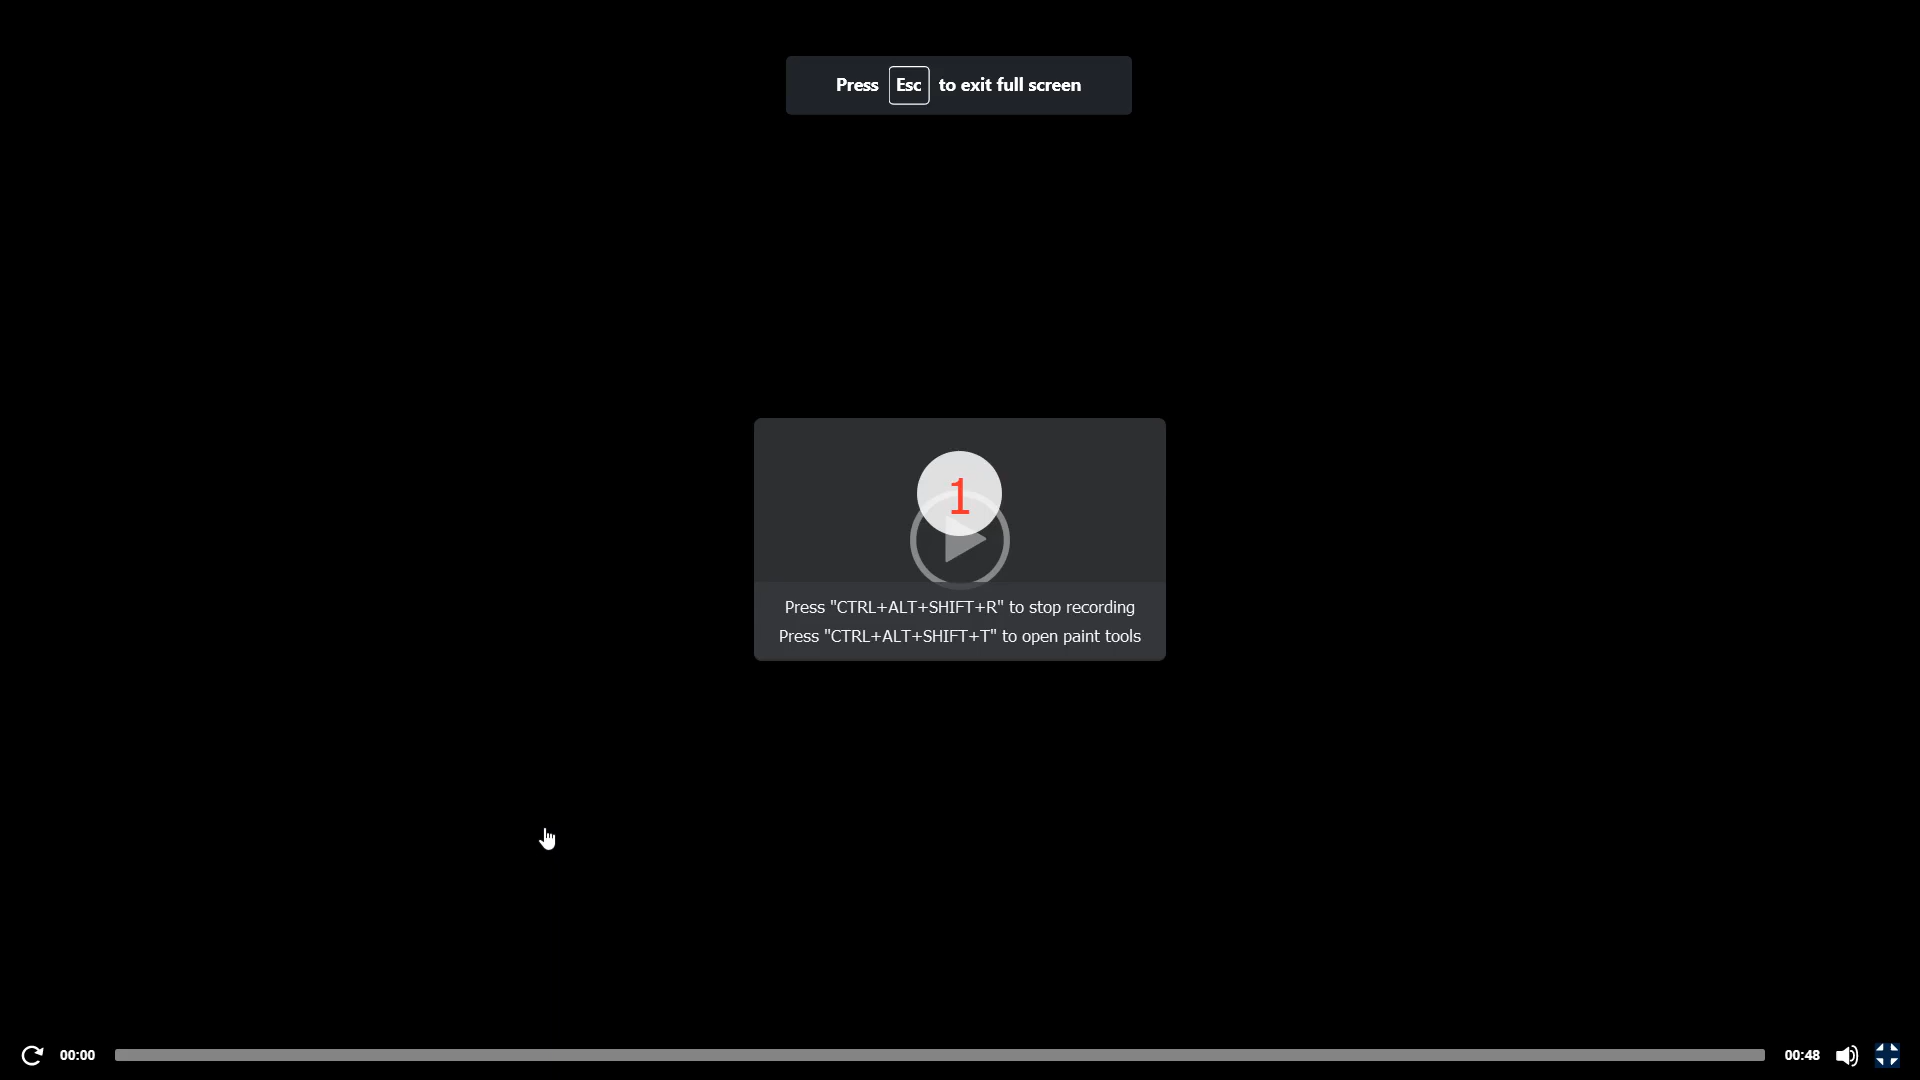 Press Esc to exit full screen
1
Press "CTRL+ALT+SHIFT+R" to stop recording
Press "CTRL+ALT+SHIFT+T" to open paint tools
00:00
00:48